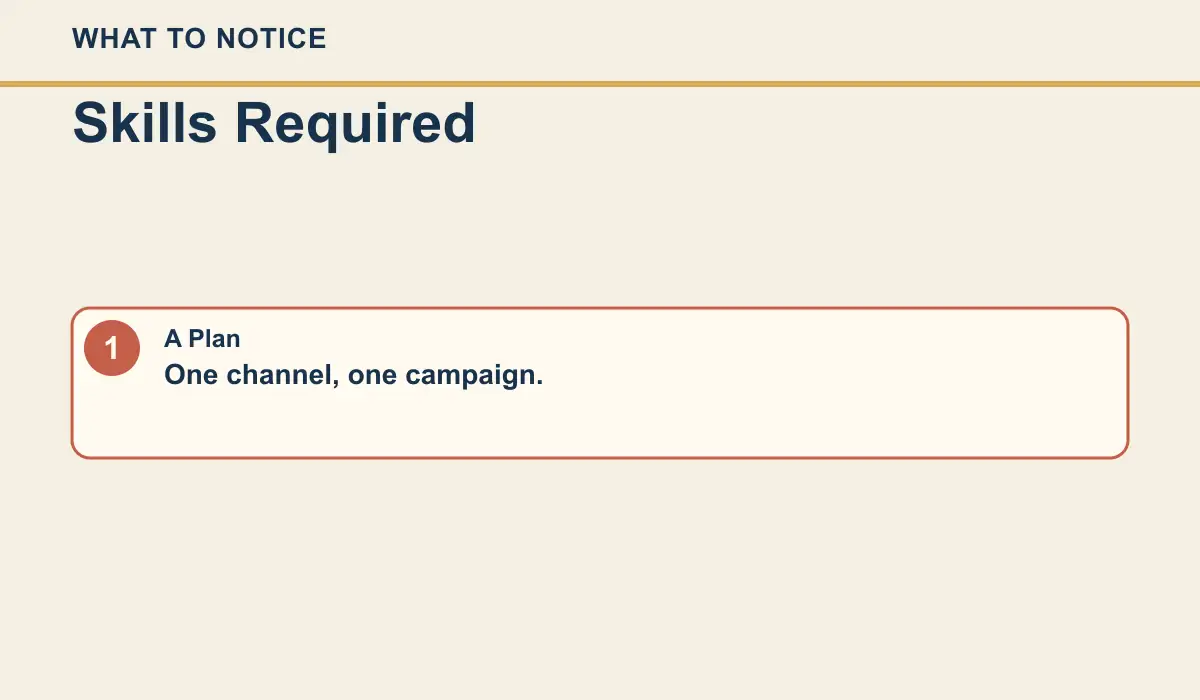 WHAT TO NOTICE
Skills Required
1
A Plan
One channel, one campaign.